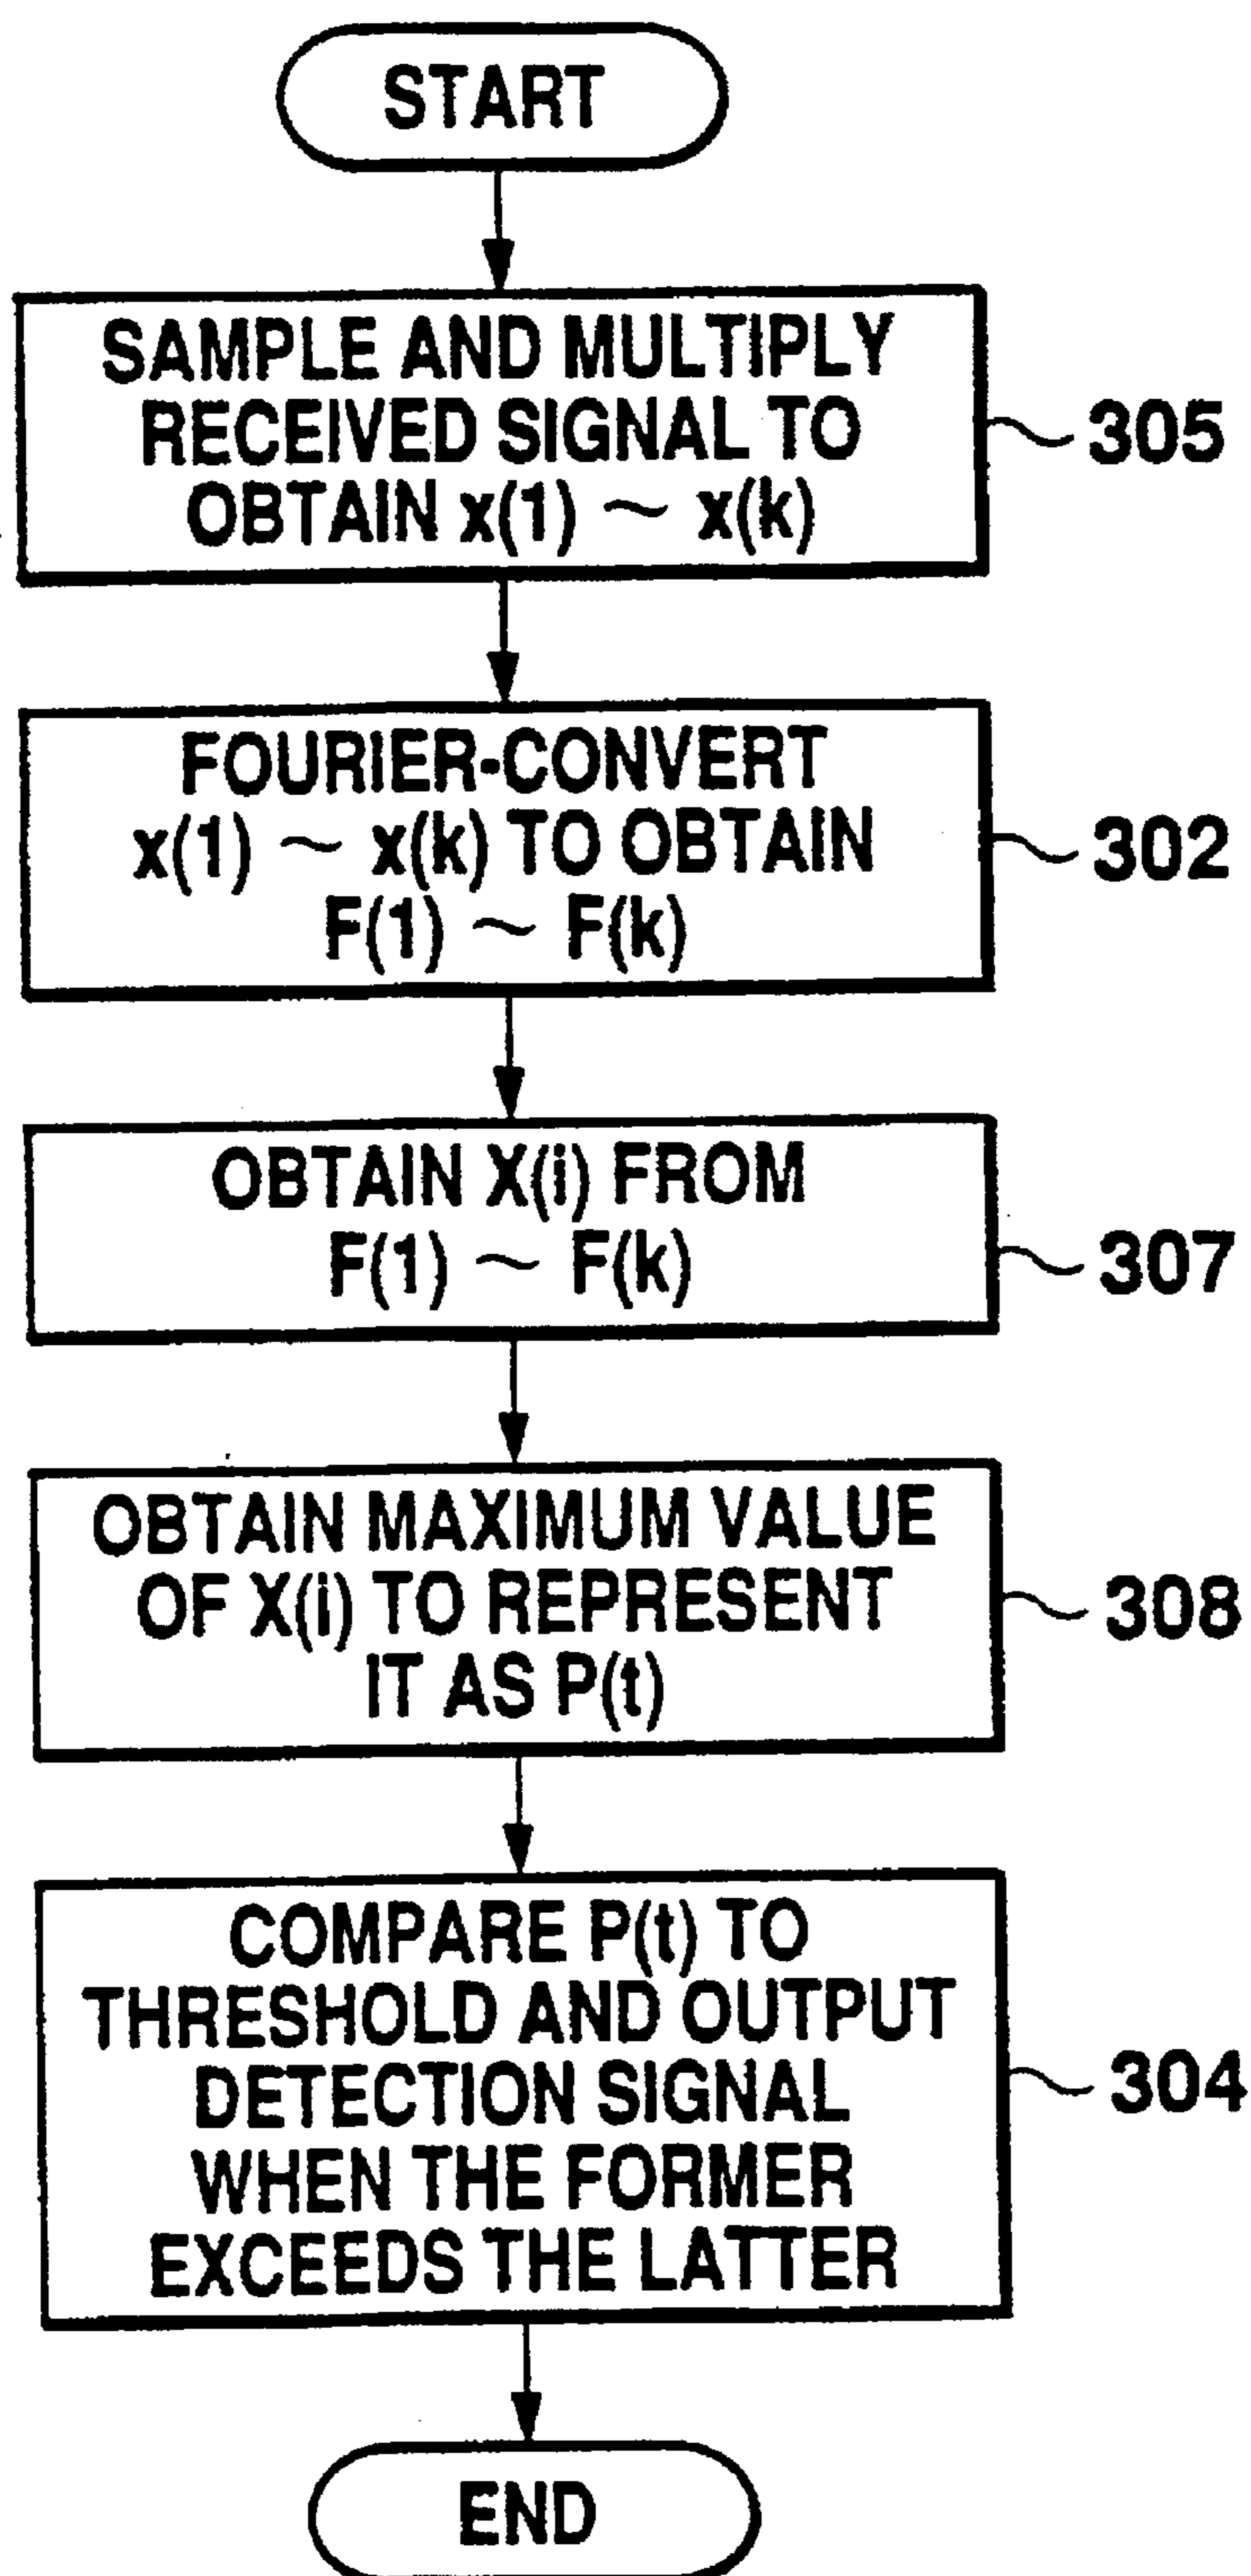 START
SAMPLE AND MULTIPLY
RECEIVED SIGNAL TO
OBTAIN x(1) ~ x(k)
305
FOURIER-CONVERT
x(1) ~ x(k) TO OBTAIN
F(1) ~ F(k)
302
OBTAIN X(i) FROM
F(1) ~ F(k)
307
OBTAIN MAXIMUM VALUE
OF X(i) TO REPRESENT
IT AS P(t)
308
COMPARE P(t) TO
THRESHOLD AND OUTPUT
DETECTION SIGNAL
WHEN THE FORMER
EXCEEDS THE LATTER
304
END